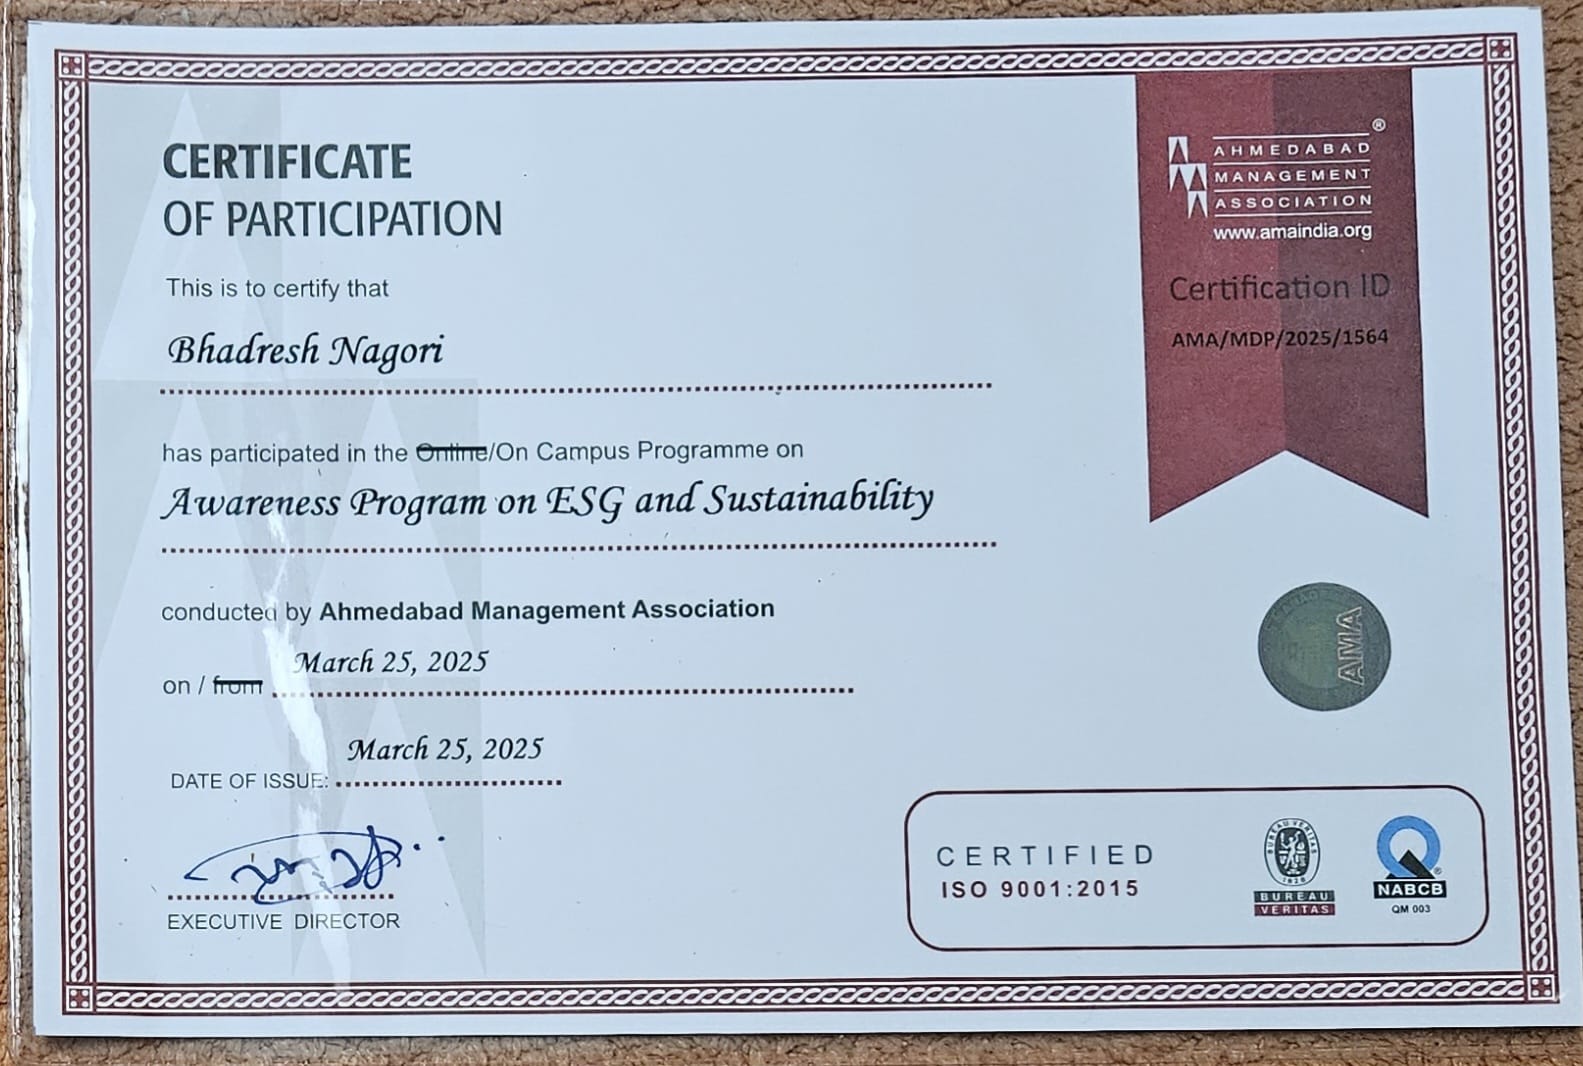 CERTIFICATE
OF PARTICIPATION
This is to certify that
Bhadresh Nagori
has participated in the Online/On Campus Programme on
Awareness Program on ESG and Sustainability
conducted by Ahmedabad Management Association
March 25, 2025
on / from
March 25, 2025
DATE OF ISSUE:
EXECUTIVE DIRECTOR
®
AHMEDABAD
MANAGEMENT
ASSOCIATION
www.amaindia.org
Certification ID
AMA/MDP/2025/1564
AMA
CERTIFIED
ISO 9001:2015
BUREAU VERITAS
1828
BUREAU
VERITAS
®
NABCB
QM 003